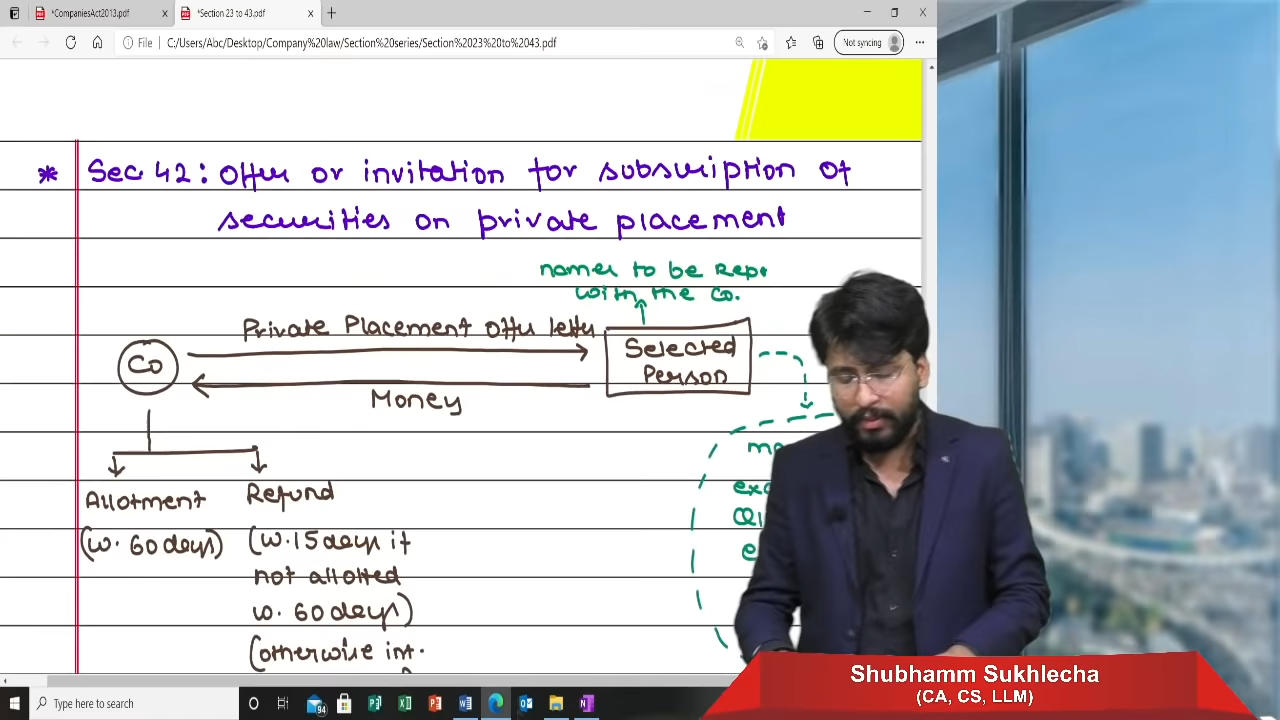 *CompaniesAct2013.pdf
*Section 23 to 43.pdf
File
C:/Users/Abc/Desktop/Company%20law/Section%20series/Section%2023%20to%2043.pdf
Not syncing
* Sec 42: Offer or invitation for subscription of
securities on private placement
names to be
with the Co.
Private Placement Offer letter
Selected
Person
Co
Money
Allotment
(w. 60 days)
Refund
(w. 15 days if
not allotted
w. 60 days)
(otherwise int.
Shubhamm Sukhlecha
(CA, CS, LLM)
Type here to search
94